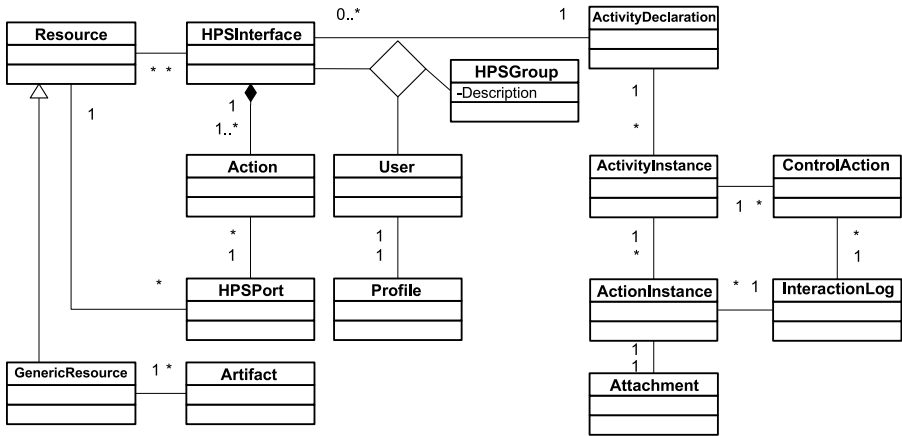 0..*
1
Resource
HPSInterface
ActivityDeclaration
* *
HPSGroup
-Description
1
1
1..*
1
*
Action
User
ActivityInstance
ControlAction
1 *
*
1
1
1
1
*
*
1
*
HPSPort
Profile
ActionInstance
* 1
InteractionLog
GenericResource
1 *
Artifact
1
1
Attachment